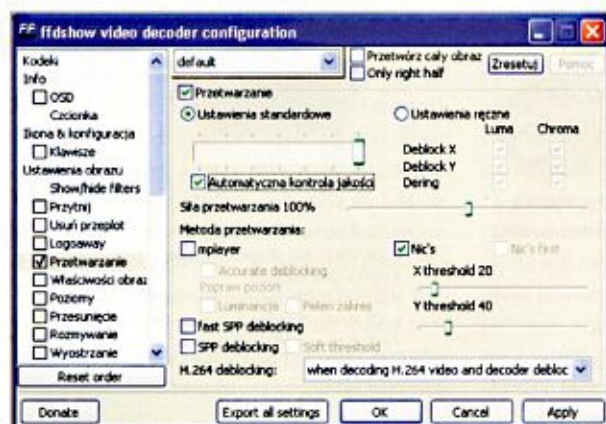 FF ffdshow video decoder configuration
Kodeki
Info
OSD
Czcionka
Ikona & konfiguracja
Klawisze
Ustawienia obrazu
Show/hide filters
Przytnij
Usuń przeplot
Logoaway
Przetwarzanie
Właściwości obraz
Poziomy
Przesunięcie
Rozmywanie
Wyostrzanie
Reset order
default
Przetwórz cały obraz
Only right half
Zresetuj
Pomoc
Przetwarzanie
Ustawienia standardowe
Ustawienia ręczne
Luma Chroma
Deblock X
Deblock Y
Dering
Automatyczna kontrola jakości
Siła przetwarzania 100%
Metoda przetwarzania:
mplayer
Nic's
Nic's first
Accurate deblocking
X threshold 20
Popraw poziom
Luminancja
Pełen zakres
Y threshold 40
fast SPP deblocking
SPP deblocking
Soft threshold
H.264 deblocking:
when decoding H.264 video and decoder debloc
Donate
Export all settings
OK
Cancel
Apply